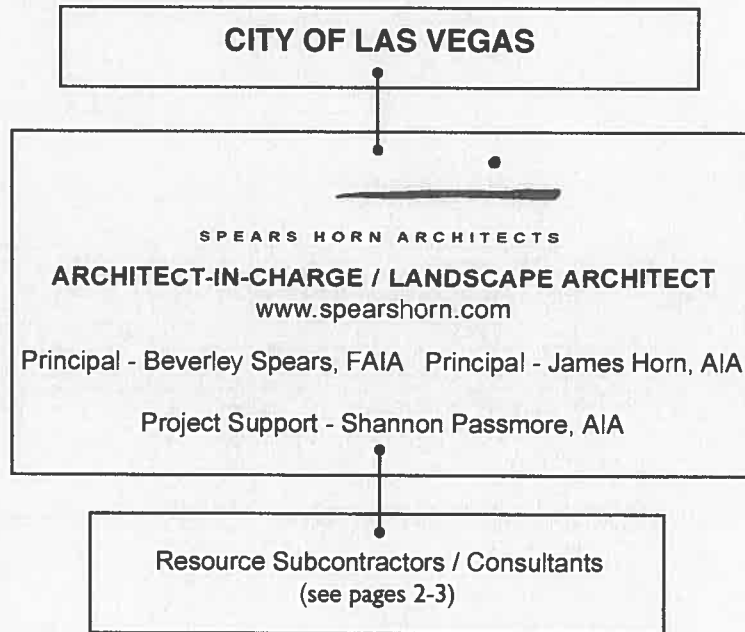 CITY OF LAS VEGAS
SPEARS HORN ARCHITECTS
ARCHITECT-IN-CHARGE / LANDSCAPE ARCHITECT
www.spearshorn.com
Principal - Beverley Spears, FAIA Principal - James Horn, AIA
Project Support - Shannon Passmore, AIA
Resource Subcontractors / Consultants
(see pages 2-3)